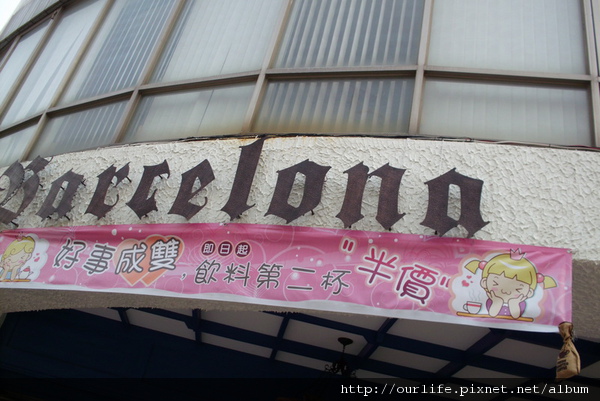 Barcelona
好事成雙 即日起 飲料第二杯 "半價"
http://ourlife.pixnet.net/album